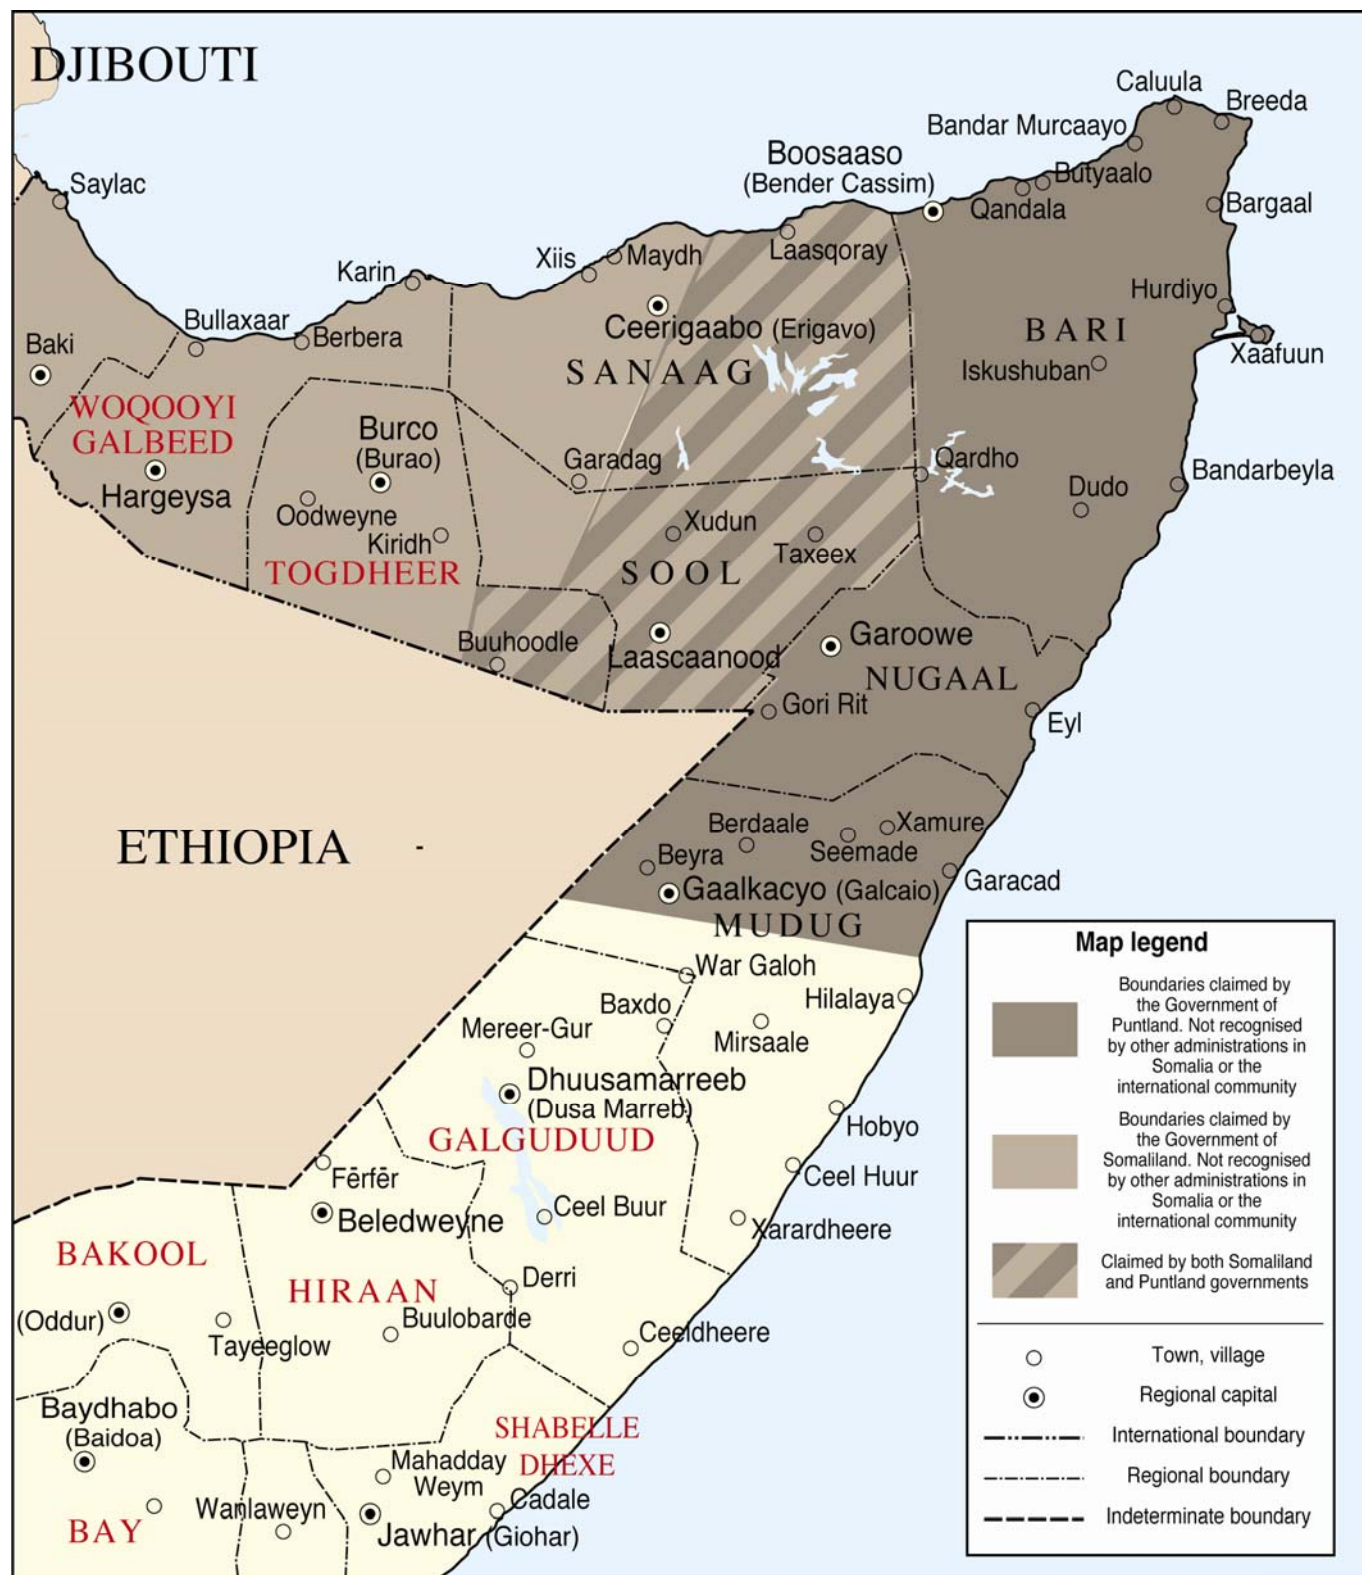 DJIBOUTI
Caluula
Breeda
Bandar Murcaayo
Boosaaso
(Bender Cassim)
Butyaalo
Qandala
Bargaal
Saylac
Laasqoray
Maydh
Xiis
Karin
Hurdiyo
Bullaxaar
Berbera
Ceerigaabo (Erigavo)
BARI
Baki
Xaafuun
SANAAG
Iskushuban
WOQOOYI
GALBEED
Burco
(Burao)
Garadag
Qardho
Bandarbeyla
Hargeysa
Dudo
Oodweyne
Xudun
Kiridh
Taxeex
TOGDHEER
SOOL
Garoowe
Buuhoodle
Laascaanood
NUGAAL
Gori Rit
Eyl
ETHIOPIA
-
Berdaale
Xamure
Seemade
Beyra
Garacad
Gaalkacyo (Galcaio)
MUDUG
War Galoh
Hilalaya
Baxdo
Mereer-Gur
Mirsaale
Dhuusamarreeb
(Dusa Marreb)
Hobyo
GALGUDUUD
Fērfēr
Ceel Huur
Ceel Buur
Beledweyne
Xarardheere
BAKOOL
Derri
HIRAAN
(Oddur)
Buulobarde
Tayeeglow
Ceeldheere
Baydhabo
(Baidoa)
SHABELLE
DHEXE
Mahadday
Weym
Cadale
Wanlaweyn
BAY
Jawhar (Giohar)
Map legend
Boundaries claimed by
the Government of
Puntland. Not recognised
by other administrations in
Somalia or the
international community
Boundaries claimed by
the Government of
Somaliland. Not recognised
by other administrations in
Somalia or the
international community
Claimed by both Somaliland
and Puntland governments
Town, village
Regional capital
International boundary
Regional boundary
Indeterminate boundary